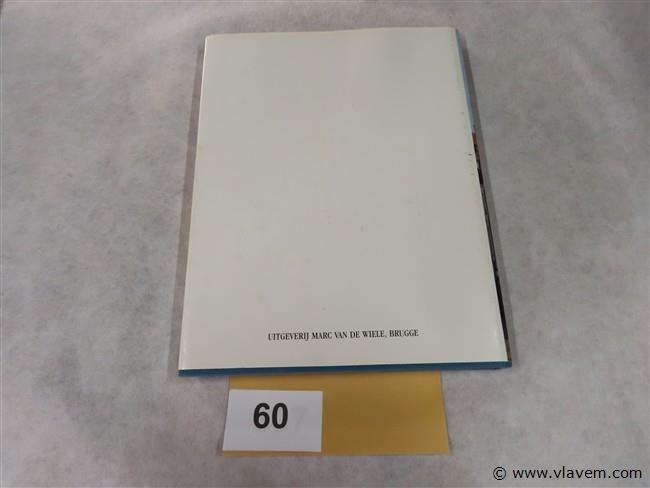 UITGEVERIJ MARC VAN DE WIELE, BRUGGE
60
© www.vlavem.com